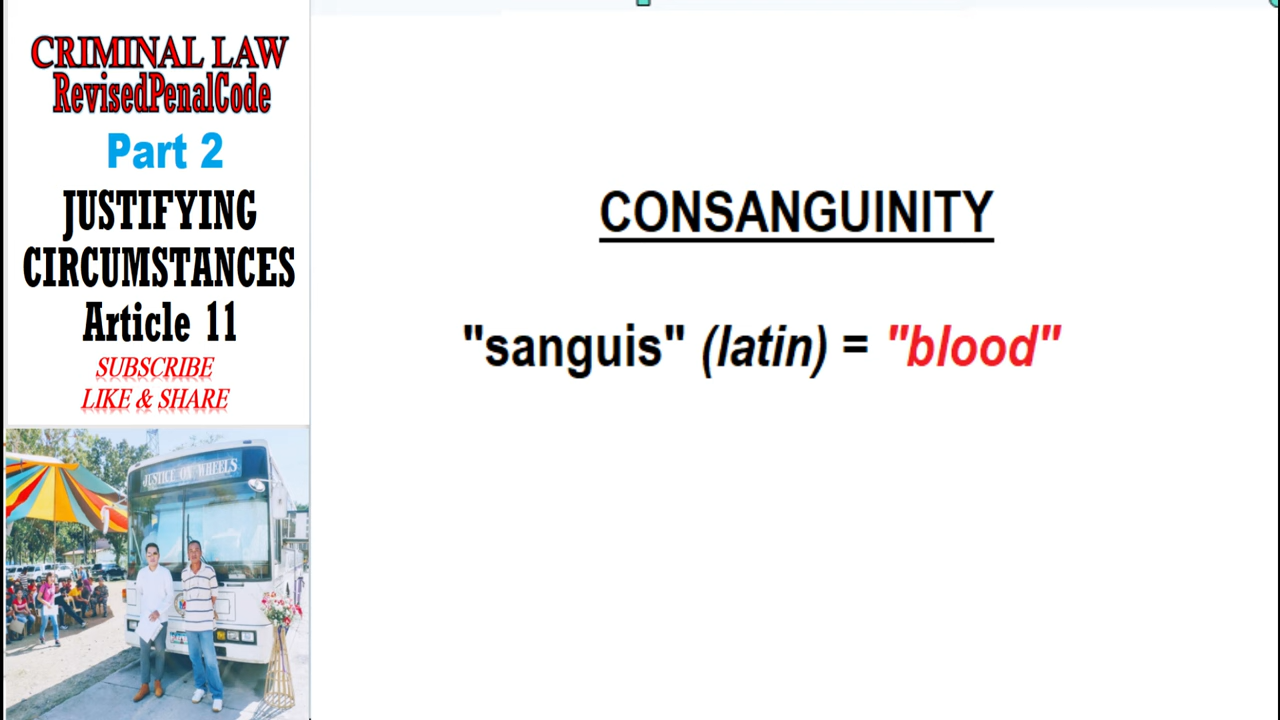 CRIMINAL LAW
RevisedPenalCode
Part 2
JUSTIFYING
CIRCUMSTANCES
Article 11
SUBSCRIBE
LIKE & SHARE
JUSTICE ON WHEELS
CONSANGUINITY
"sanguis" (latin) = "blood"